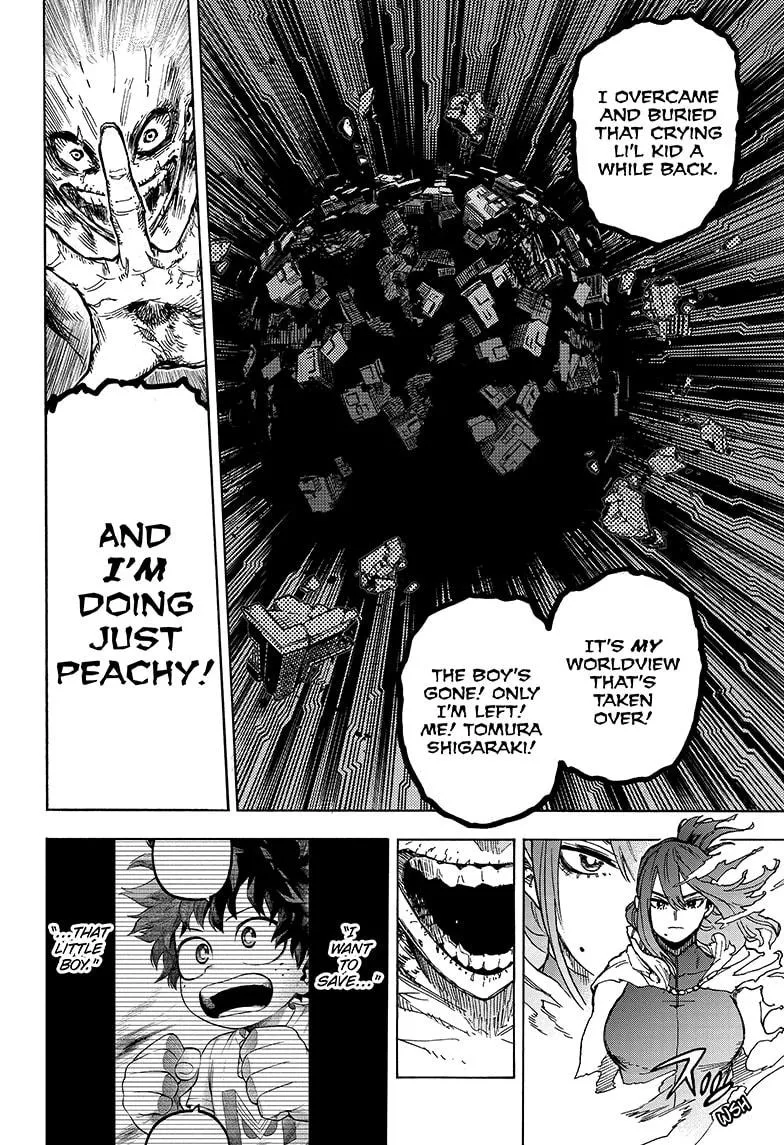 I OVERCAME
AND BURIED
THAT CRYING
LI'L KID A
WHILE BACK.
IT'S MY
WORLDVIEW
THAT'S
TAKEN
OVER!
THE BOY'S
GONE! ONLY
I'M LEFT!
ME! TOMURA
SHIGARAKI!
AND
I'M
DOING
JUST
PEACHY!
WSH
"I
WANT
TO
SAVE..."
"...THAT
LITTLE
BOY."